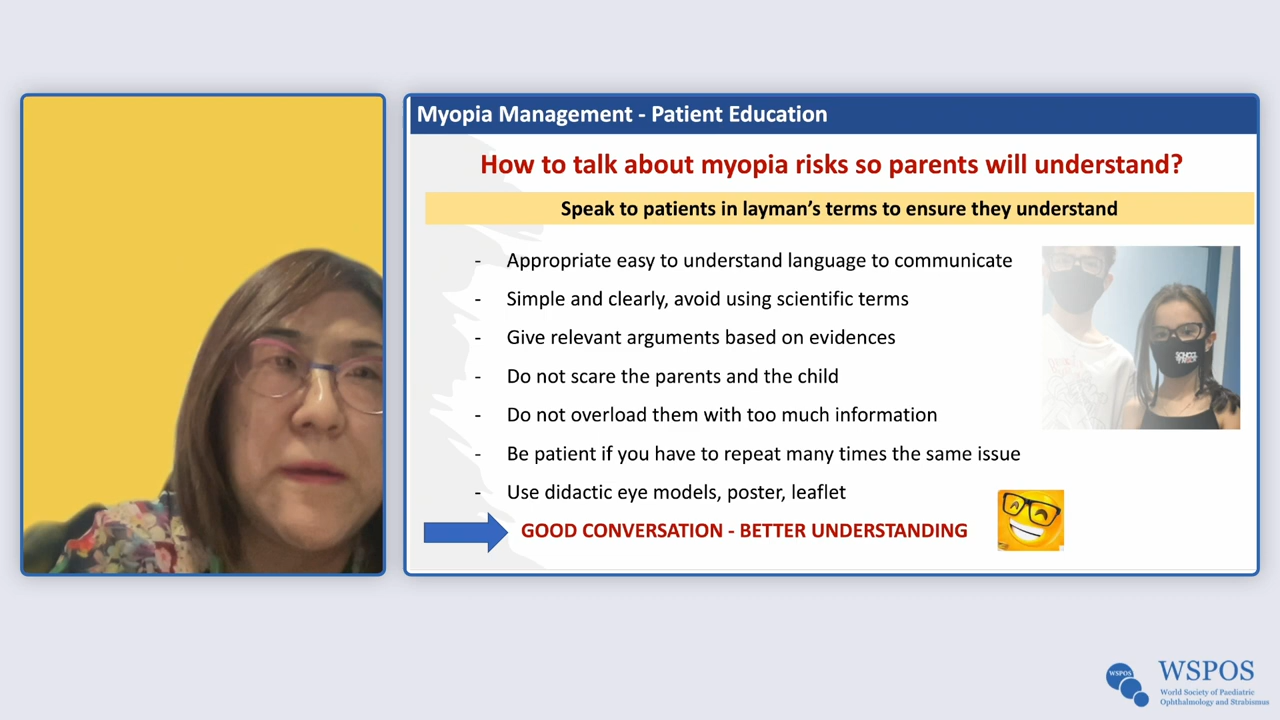 Myopia Management - Patient Education
How to talk about myopia risks so parents will understand?
Speak to patients in layman's terms to ensure they understand
- Appropriate easy to understand language to communicate
- Simple and clearly, avoid using scientific terms
- Give relevant arguments based on evidences
- Do not scare the parents and the child
- Do not overload them with too much information
- Be patient if you have to repeat many times the same issue
- Use didactic eye models, poster, leaflet
GOOD CONVERSATION - BETTER UNDERSTANDING
SCHOOL
WSPOS
WSPOS
World Society of Paediatric
Ophthalmology and Strabismus